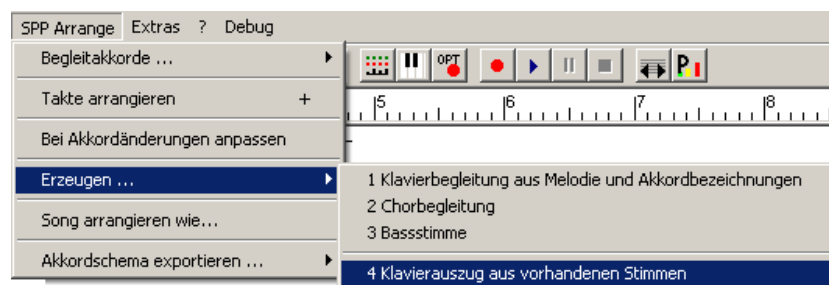 SPP Arrange Extras ? Debug
Begleitakkorde ...
OPT P
Takte arrangieren +
5 6 7 8
Bei Akkordänderungen anpassen
Erzeugen ...
1 Klavierbegleitung aus Melodie und Akkordbezeichnungen
2 Chorbegleitung
Song arrangieren wie...
3 Bassstimme
Akkordschema exportieren ...
4 Klavierauszug aus vorhandenen Stimmen